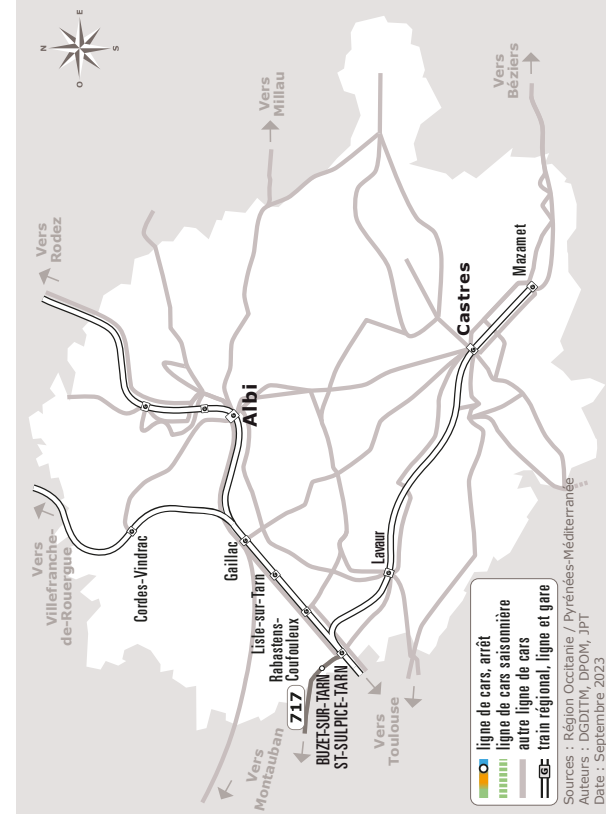 N
E
S
O
Vers
Rodez
Vers
Millau
Vers
Béziers
Vers
Villefranche-
de-Rouergue
Cordes-Vindrac
Albi
Gaillac
Lisle-sur-Tarn
Rabastens-
Coufouleux
717
BUZET-SUR-TARN
ST-SULPICE-TARN
Vers
Montauban
Vers
Toulouse
Lavaur
Castres
Mazamet
ligne de cars, arrêt
ligne de cars saisonnière
autre ligne de cars
G
train régional, ligne et gare
Sources : Région Occitanie / Pyrénées-Méditerranée
Auteurs : DGDITM, DPOM, JPT
Date : Septembre 2023